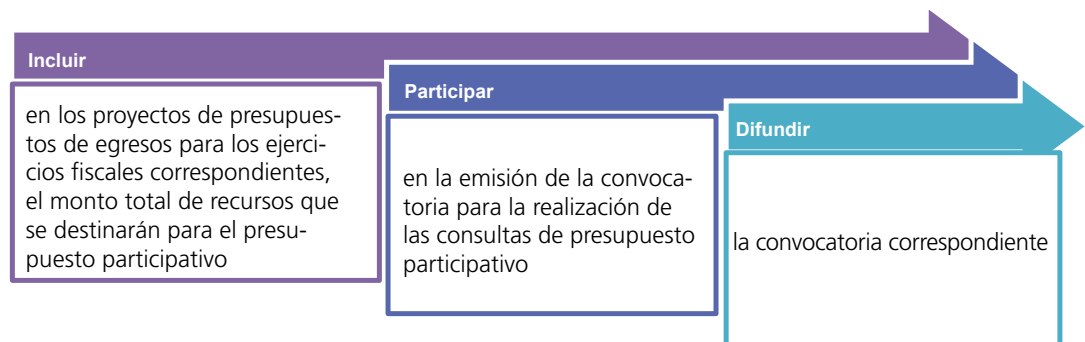 Incluir
en los proyectos de presupues-
tos de egresos para los ejerci-
cios fiscales correspondientes,
el monto total de recursos que
se destinarán para el presu-
puesto participativo
Participar
en la emisión de la convoca-
toria para la realización de
las consultas de presupuesto
participativo
Difundir
la convocatoria correspondiente